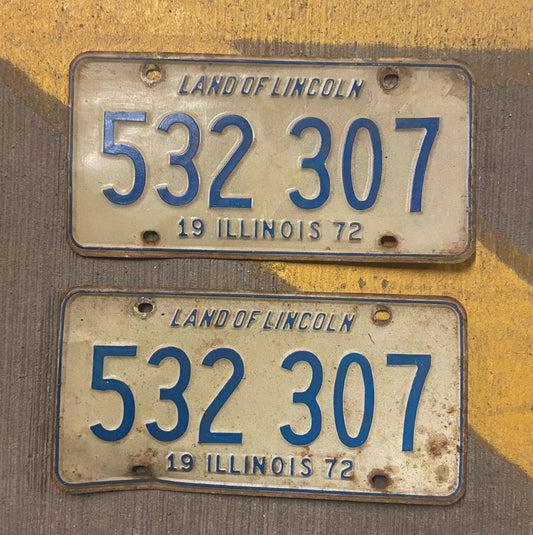 LAND OF LINCOLN
532 307
19 ILLINOIS 72
LAND OF LINCOLN
532 307
19 ILLINOIS 72